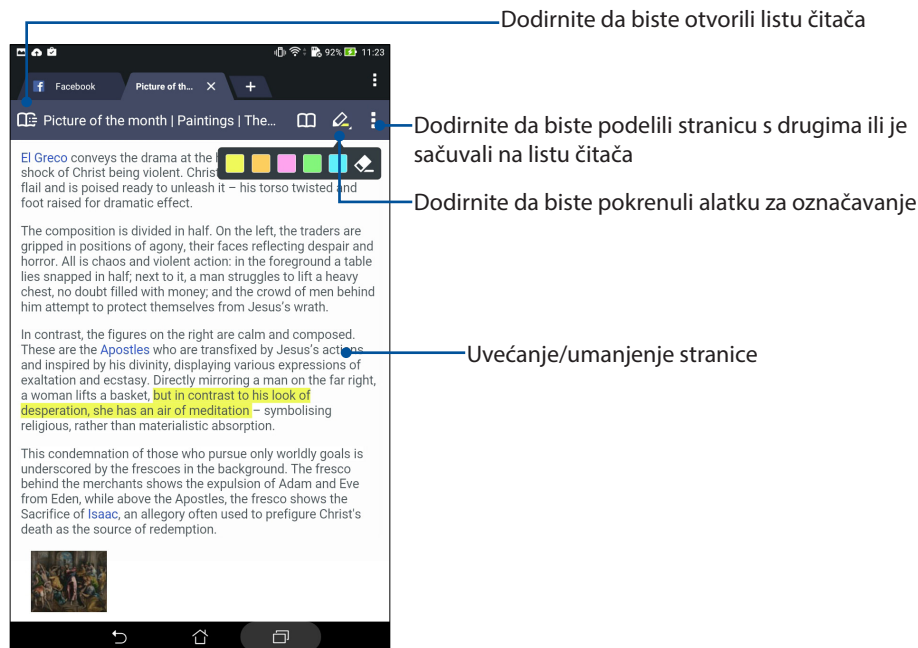 Dodirnite da biste otvorili listu čitača
92% 11:23
Facebook Picture of th...
Picture of the month | Paintings | The...
Dodirnite da biste podelili stranicu s drugima ili je
sačuvali na listu čitača
El Greco conveys the drama at the
shock of Christ being violent.
flail and is poised ready to unleash it – his torso twisted and
foot raised for dramatic effect.
Dodirnite da biste pokrenuli alatku za označavanje
The composition is divided in half. On the left, the traders are
gripped in positions of agony, their faces reflecting despair and
horror. All is chaos and violent action: in the foreground a table
lies snapped in half; next to it, a man struggles to lift a heavy
chest, no doubt filled with money; and the crowd of men behind
him attempt to protect themselves from Jesus's wrath.
In contrast, the figures on the right are calm and composed.
These are the Apostles who are transfixed by Jesus's actions
and inspired by his divinity, displaying various expressions of
exaltation and ecstasy. Directly mirroring a man on the far right,
a woman lifts a basket, but in contrast to his look of
desperation, she has an air of meditation – symbolising
religious, rather than materialistic absorption.
Uvećanje/umanjenje stranice
This condemnation of those who pursue only worldly goals is
underscored by the frescoes in the background. The fresco
behind the merchants shows the expulsion of Adam and Eve
from Eden, while above the Apostles, the fresco shows the
Sacrifice of Isaac, an allegory often used to prefigure Christ's
death as the source of redemption.